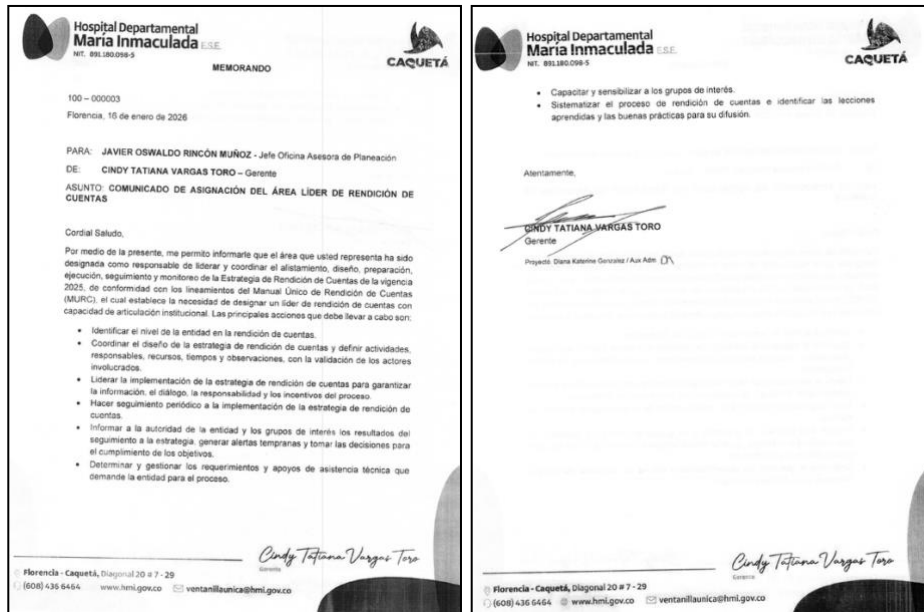 Hospital Departamental
María Inmaculada E.S.E.
NIT. 891.180.098-5
CAQUETÁ
MEMORANDO
100 – 000003
Florencia, 16 de enero de 2026
PARA: JAVIER OSWALDO RINCÓN MUÑOZ - Jefe Oficina Asesora de Planeación
DE: CINDY TATIANA VARGAS TORO – Gerente
ASUNTO: COMUNICADO DE ASIGNACIÓN DEL ÁREA LÍDER DE RENDICIÓN DE
CUENTAS
Cordial Saludo,
Por medio de la presente, me permito informarle que el área que usted representa ha sido
designada como responsable de liderar y coordinar el alistamiento, diseño, preparación,
ejecución, seguimiento y monitoreo de la Estrategia de Rendición de Cuentas de la vigencia
2025, de conformidad con los lineamientos del Manual Único de Rendición de Cuentas
(MURC), el cual establece la necesidad de designar un líder de rendición de cuentas con
capacidad de articulación institucional. Las principales acciones que debe llevar a cabo son:
• Identificar el nivel de la entidad en la rendición de cuentas.
• Coordinar el diseño de la estrategia de rendición de cuentas y definir actividades,
responsables, recursos, tiempos y observaciones, con la validación de los actores
involucrados.
• Liderar la implementación de la estrategia de rendición de cuentas para garantizar
la información, el diálogo, la responsabilidad y los incentivos del proceso.
• Hacer seguimiento periódico a la implementación de la estrategia de rendición de
cuentas.
• Informar a la autoridad de la entidad y los grupos de interés los resultados del
seguimiento a la estrategia, generar alertas tempranas y tomar las decisiones para
el cumplimiento de los objetivos.
• Determinar y gestionar los requerimientos y apoyos de asistencia técnica que
demande la entidad para el proceso.
Cindy Tatiana Vargas Toro
Gerente
Florencia - Caquetá, Diagonal 20 # 7 - 29
(608) 436 6464 www.hmi.gov.co ventanillaunica@hmi.gov.co
Hospital Departamental
María Inmaculada E.S.E.
NIT. 891.180.098-5
CAQUETÁ
• Capacitar y sensibilizar a los grupos de interés.
• Sistematizar el proceso de rendición de cuentas e identificar las lecciones
aprendidas y las buenas prácticas para su difusión.
Atentamente,
CINDY TATIANA VARGAS TORO
Gerente
Proyectó: Diana Katerine Gonzalez / Aux Adm
Cindy Tatiana Vargas Toro
Gerente
Florencia - Caquetá, Diagonal 20 # 7 - 29
(608) 436 6464 www.hmi.gov.co ventanillaunica@hmi.gov.co